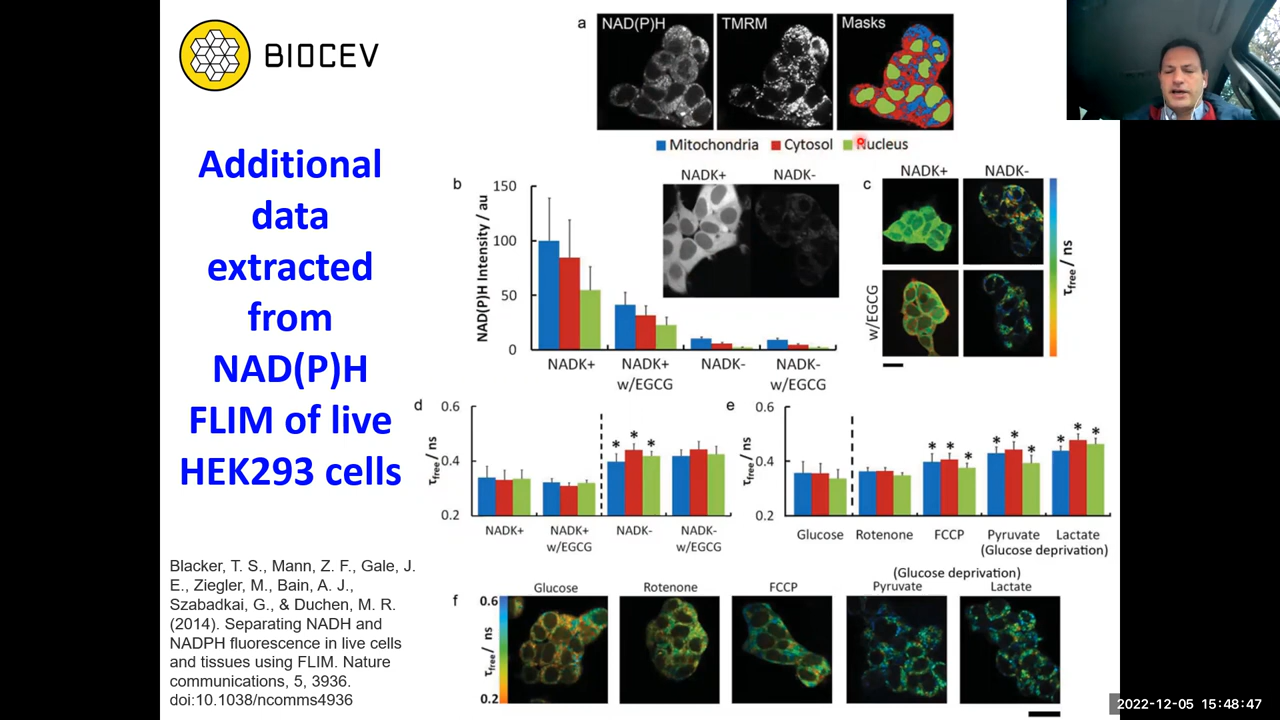 BIOCEV
Additional
data
extracted
from
NAD(P)H
FLIM of live
HEK293 cells
Blacker, T. S., Mann, Z. F., Gale, J.
E., Ziegler, M., Bain, A. J.,
Szabadkai, G., & Duchen, M. R.
(2014). Separating NADH and
NADPH fluorescence in live cells
and tissues using FLIM. Nature
communications, 5, 3936.
doi:10.1038/ncomms4936
a
NAD(P)H TMRM Masks
Mitochondria Cytosol Nucleus
b
NAD(P)H Intensity / au
150
100
50
0
NADK+ NADK-
NADK+ NADK+ NADK- NADK-
w/EGCG w/EGCG
c
NADK+ NADK-
w/EGCG
τfree / ns
d
τfree / ns
0.6
0.4
0.2
* * *
NADK+ NADK+ NADK- NADK-
w/EGCG w/EGCG
e
τfree / ns
0.6
0.4
0.2
* * * * * * * * *
Glucose Rotenone FCCP Pyruvate Lactate
(Glucose deprivation)
f
(Glucose deprivation)
Glucose Rotenone FCCP Pyruvate Lactate
0.6
τfree / ns
0.2
2022-12-05 15:48:47